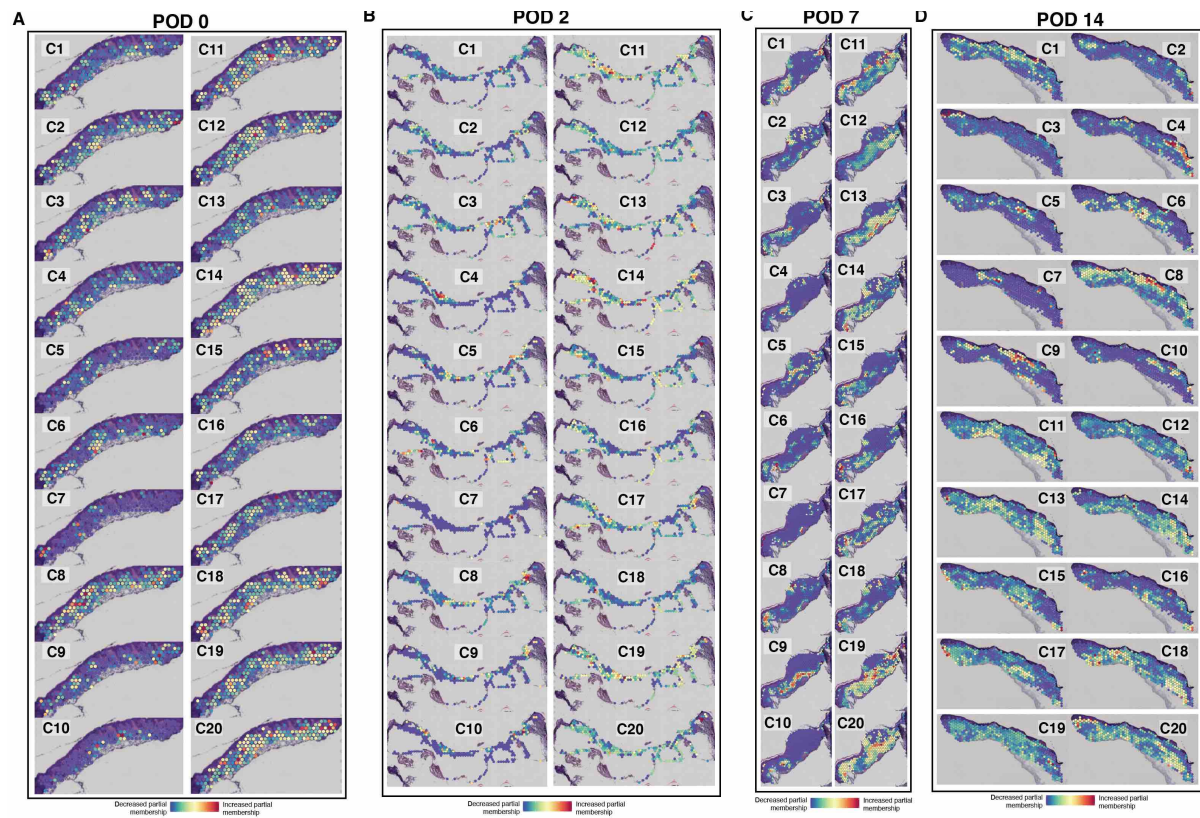 A POD 0
C1 C11
C2 C12
C3 C13
C4 C14
C5 C15
C6 C16
C7 C17
C8 C18
C9 C19
C10 C20
Decreased partial membership Increased partial membership
B POD 2
C1 C11
C2 C12
C3 C13
C4 C14
C5 C15
C6 C16
C7 C17
C8 C18
C9 C19
C10 C20
Decreased partial membership Increased partial membership
C POD 7
C1 C11
C2 C12
C3 C13
C4 C14
C5 C15
C6 C16
C7 C17
C8 C18
C9 C19
C10 C20
Decreased partial membership Increased partial membership
D POD 14
C1 C2
C3 C4
C5 C6
C7 C8
C9 C10
C11 C12
C13 C14
C15 C16
C17 C18
C19 C20
Decreased partial membership Increased partial membership